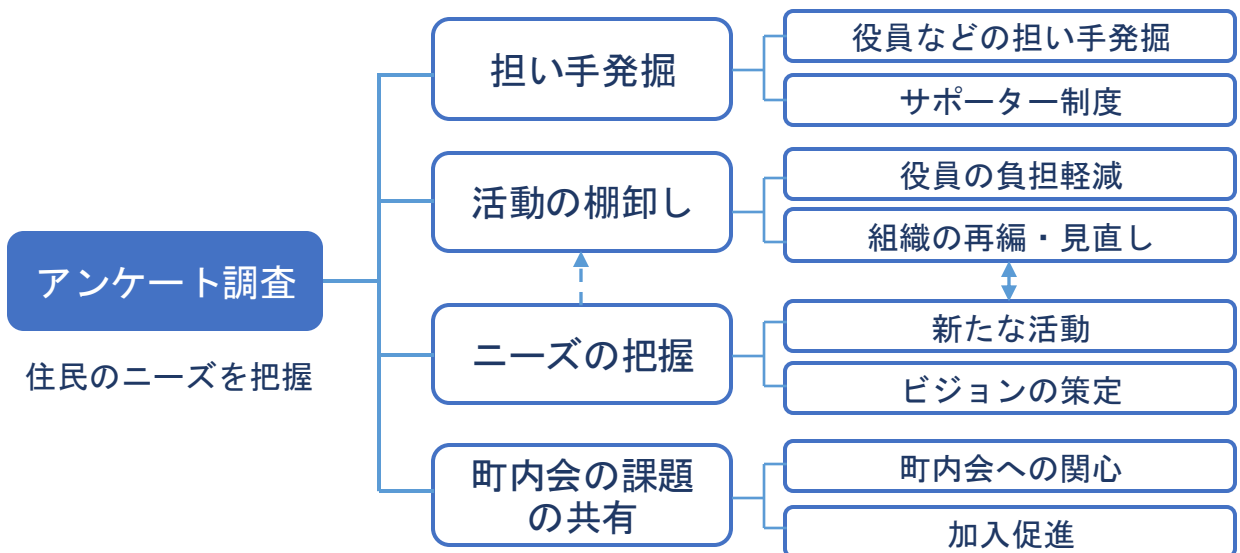 アンケート調査
住民のニーズを把握
担い手発掘
役員などの担い手発掘
サポーター制度
活動の棚卸し
役員の負担軽減
組織の再編・見直し
ニーズの把握
新たな活動
ビジョンの策定
町内会の課題
の共有
町内会への関心
加入促進